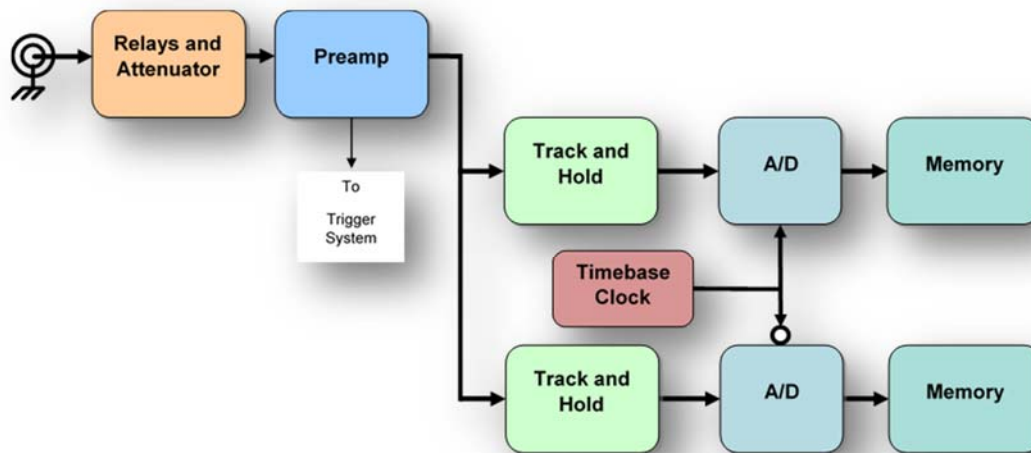 Relays and
Attenuator
Preamp
To
Trigger
System
Track and
Hold
A/D
Memory
Timebase
Clock
Track and
Hold
A/D
Memory